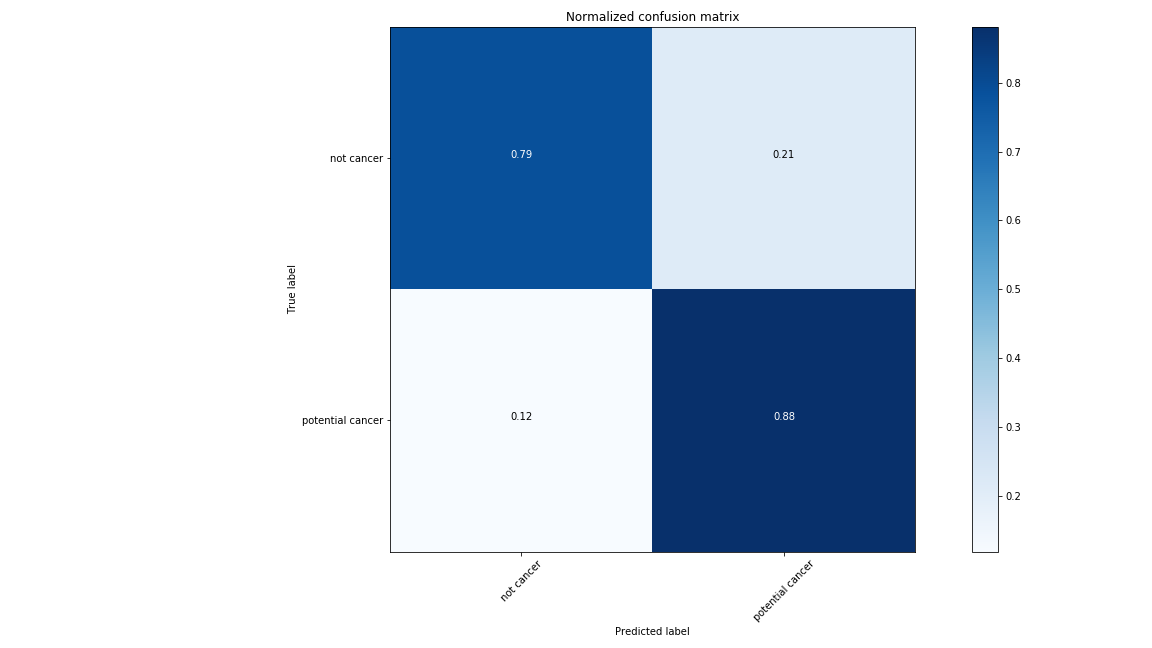 Normalized confusion matrix
not cancer
0.79
0.21
0.8
0.7
0.6
True label
0.5
0.4
potential cancer
0.12
0.88
0.3
0.2
not cancer
potential cancer
Predicted label